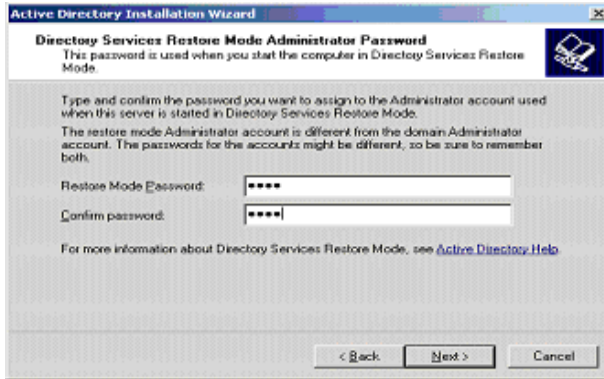 Active Directory Installation Wizard
Directory Services Restore Mode Administrator Password
This password is used when you start the computer in Directory Services Restore
Mode.
Type and confirm the password you want to assign to the Administrator account used
when this server is started in Directory Services Restore Mode.
The restore mode Administrator account is different from the domain Administrator
account. The passwords for the accounts might be different, so be sure to remember
both.
Restore Mode Password: ••••
Confirm password: ••••
For more information about Directory Services Restore Mode, see Active Directory Help.
< Back Next > Cancel